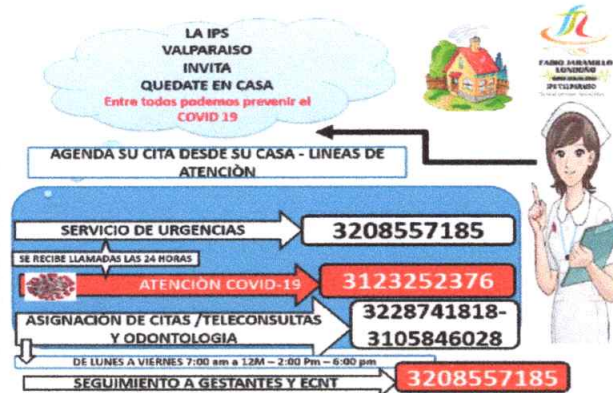 LA IPS
VALPARAISO
INVITA
QUEDATE EN CASA
Entre todos podemos prevenir el
COVID 19
FABIO JARAMILLO
LONDOÑO
IPS VALPARAISO
AGENDA SU CITA DESDE SU CASA - LINEAS DE
ATENCIÒN
SERVICIO DE URGENCIAS
3208557185
SE RECIBE LLAMADAS LAS 24 HORAS
ATENCIÒN COVID-19
3123252376
ASIGNACIÒN DE CITAS /TELECONSULTAS
Y ODONTOLOGIA
3228741818-
3105846028
DE LUNES A VIERNES 7:00 am a 12M – 2:00 Pm – 6:00 pm
SEGUIMIENTO A GESTANTES Y ECNT
3208557185